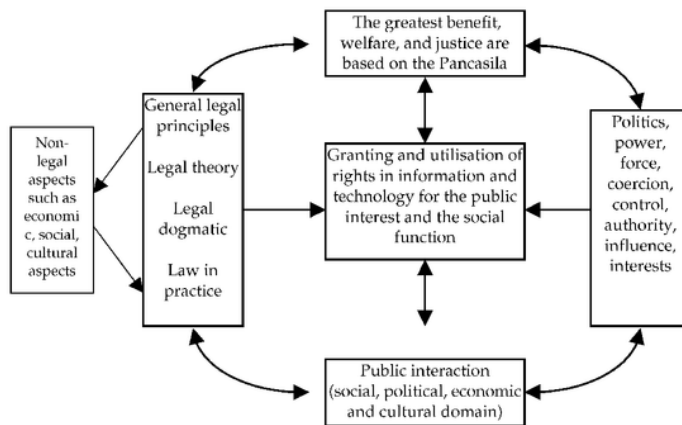 The greatest benefit,
welfare, and justice are
based on the Pancasila
Non-
legal
aspects
such as
economi
c, social,
cultural
aspects
General legal
principles
Legal theory
Legal
dogmatic
Law in
practice
Granting and utilisation of
rights in information and
technology for the public
interest and the social
function
Politics,
power,
force,
coercion,
control,
authority,
influence,
interests
Public interaction
(social, political, economic
and cultural domain)